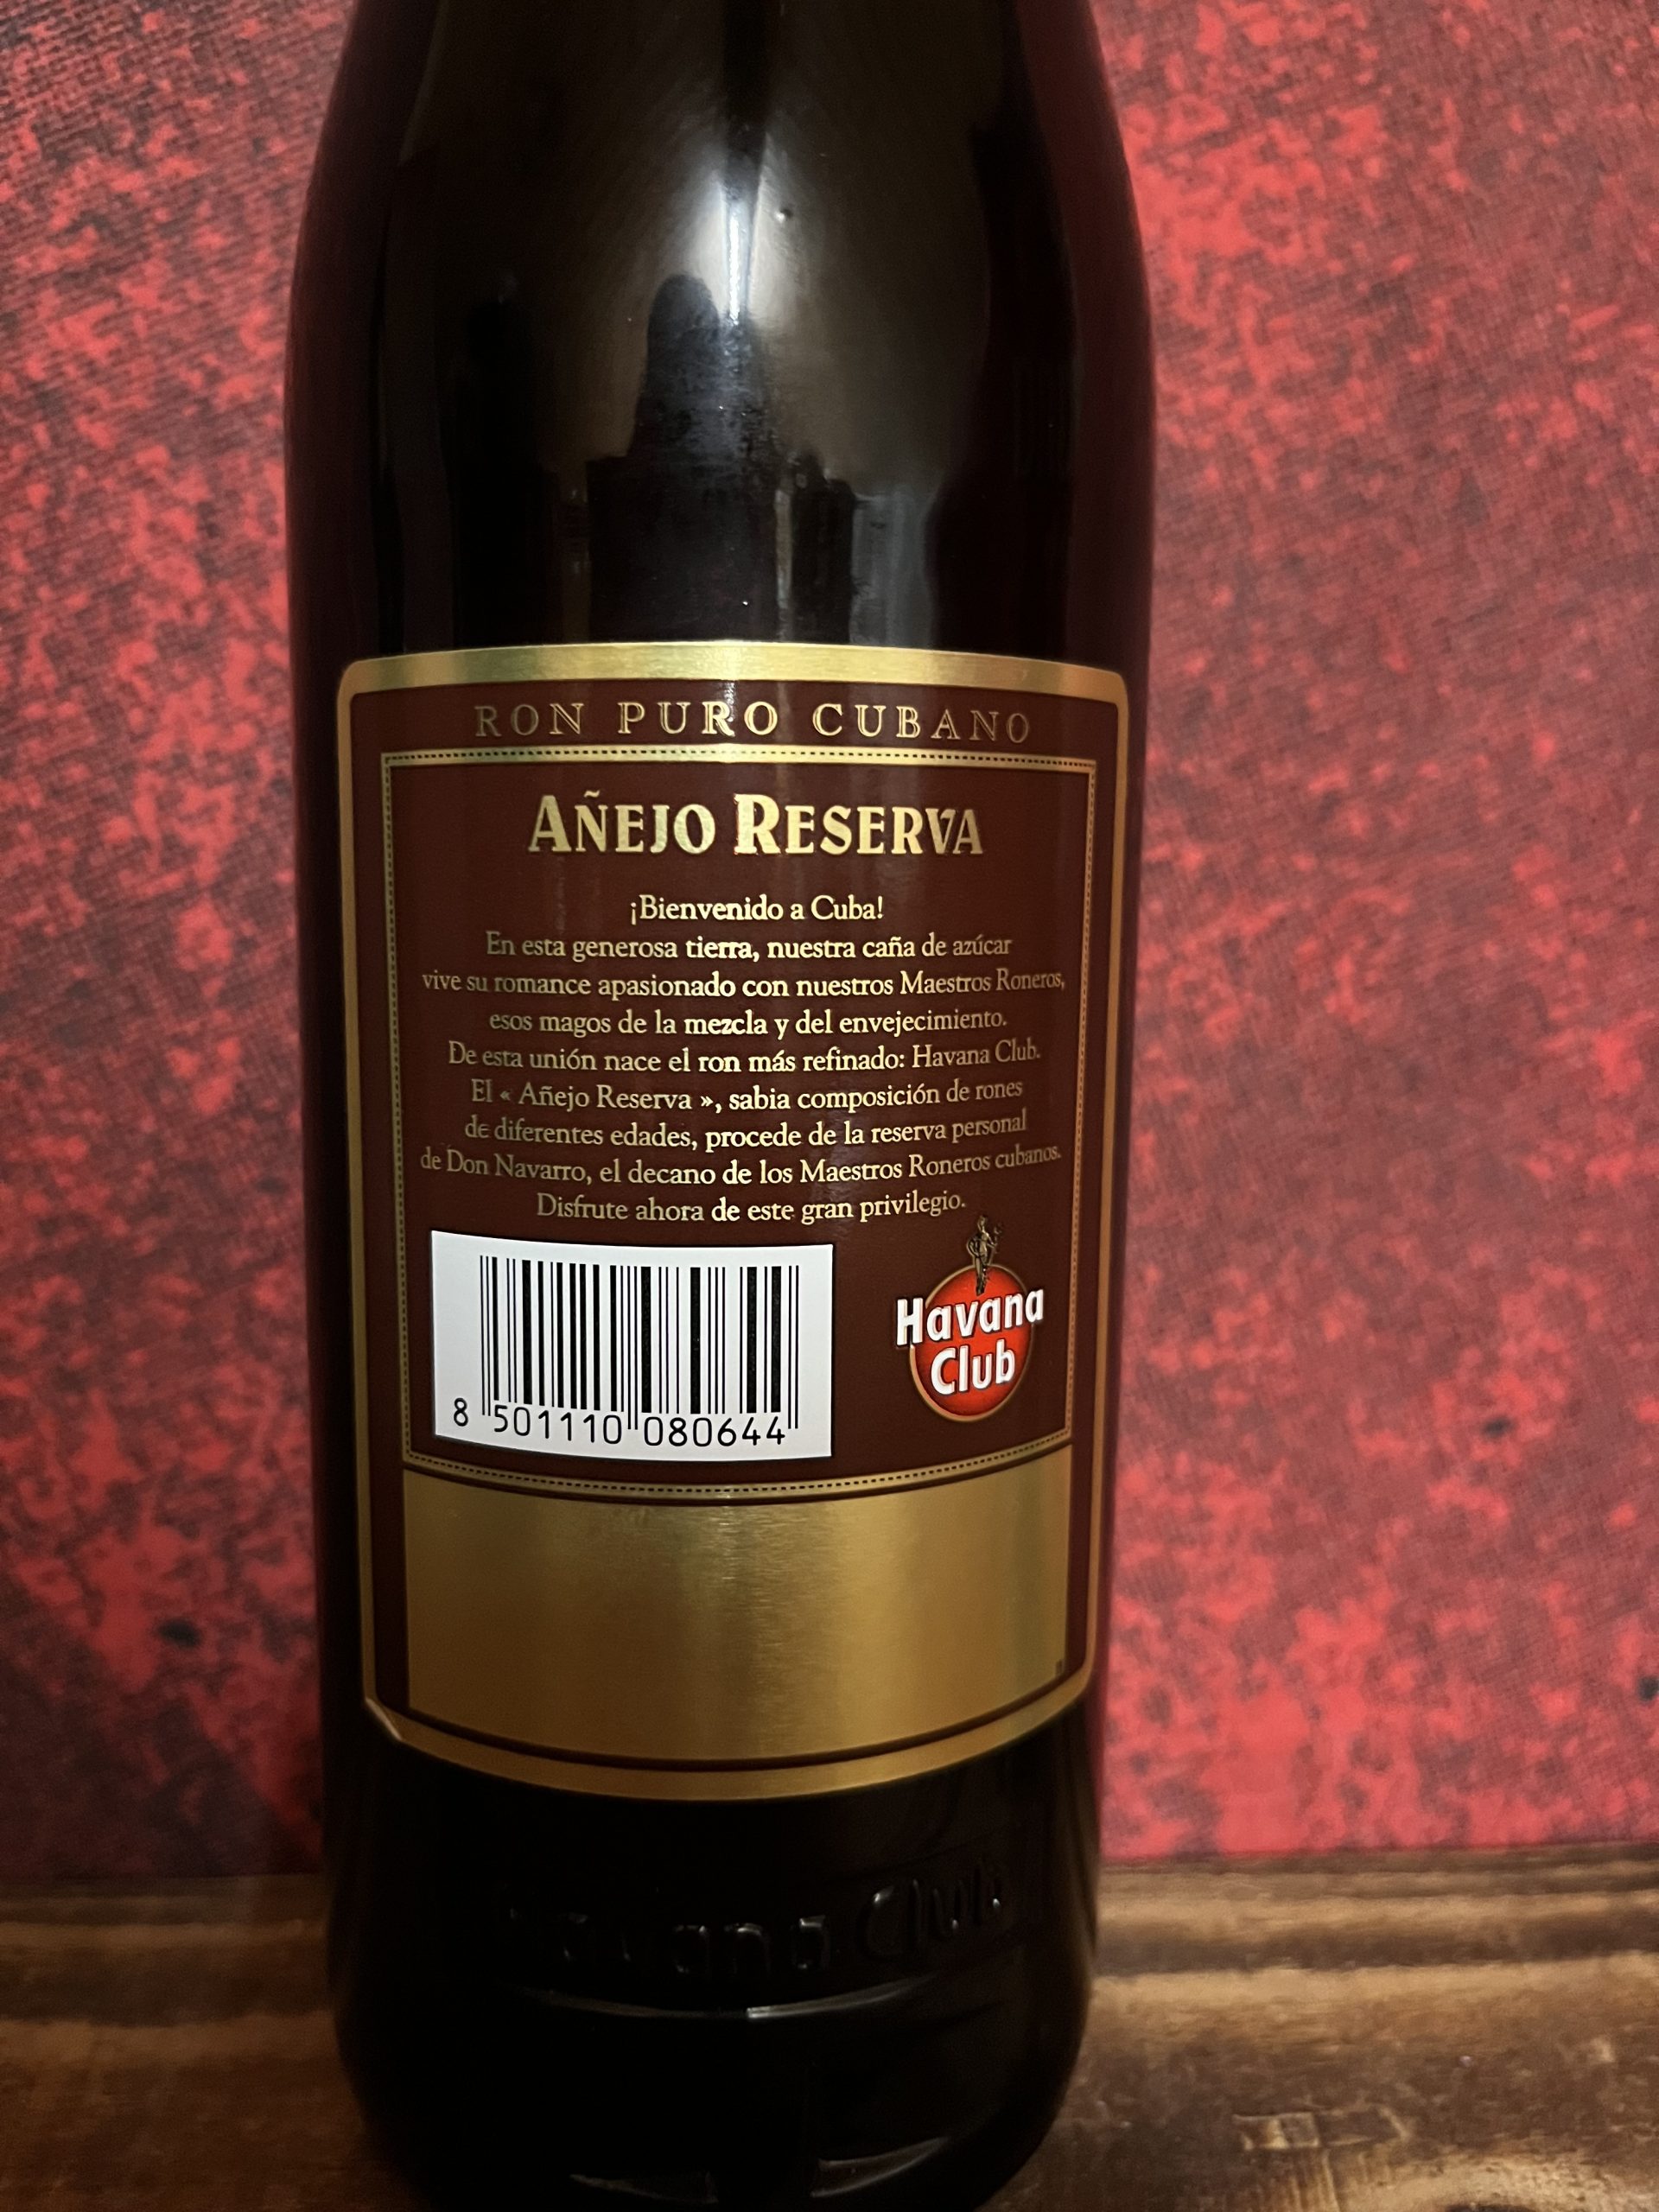 RON PURO CUBANO
AÑEJO RESERVA
¡Bienvenido a Cuba!
En esta generosa tierra, nuestra caña de azúcar
vive su romance apasionado con nuestros Maestros Roneros,
esos magos de la mezcla y del envejecimiento.
De esta unión nace el ron más refinado: Havana Club.
El « Añejo Reserva », sabia composición de rones
de diferentes edades, procede de la reserva personal
de Don Navarro, el decano de los Maestros Roneros cubanos.
Disfrute ahora de este gran privilegio.
Havana
Club
8 501110 080644
Havana Club